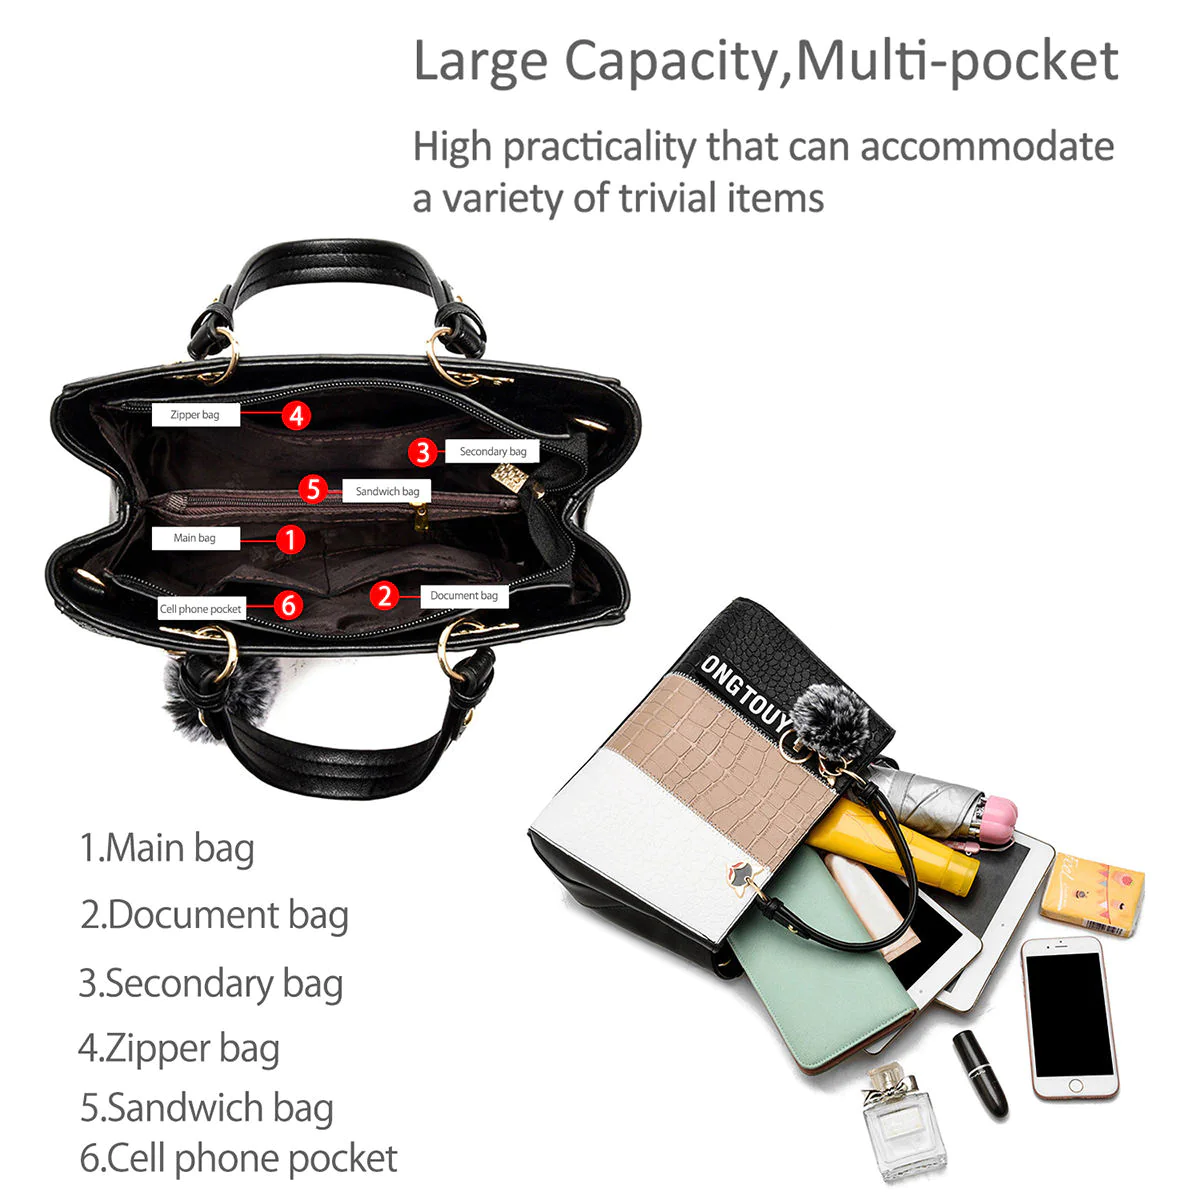 Large Capacity,Multi-pocket
High practicality that can accommodate
a variety of trivial items
Zipper bag
4
3
Secondary bag
5
Sandwich bag
Main bag
1
Cell phone pocket
6
2
Document bag
ONGTOUY
1.Main bag
2.Document bag
3.Secondary bag
4.Zipper bag
5.Sandwich bag
6.Cell phone pocket